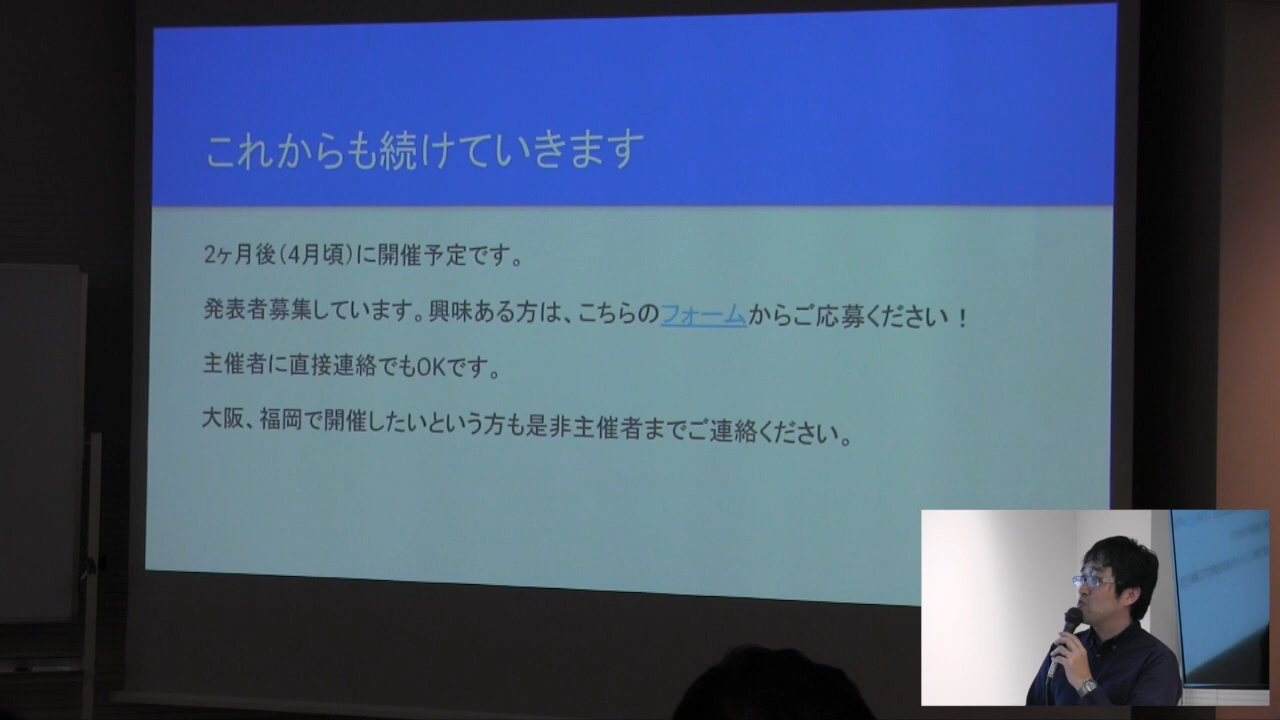 これからも続けていきます
2ヶ月後（4月頃）に開催予定です。
発表者募集しています。興味ある方は、こちらのフォームからご応募ください！
主催者に直接連絡でもOKです。
大阪、福岡で開催したいという方も是非主催者までご連絡ください。